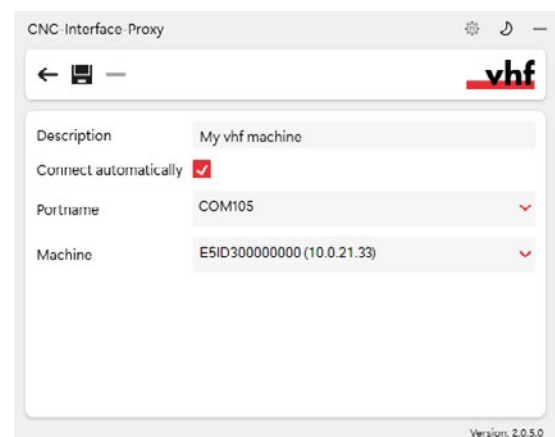 CNC-Interface-Proxy
vhf
Description My vhf machine
Connect automatically
Portname COM105
Machine E5ID300000000 (10.0.21.33)
Version: 2.0.5.0